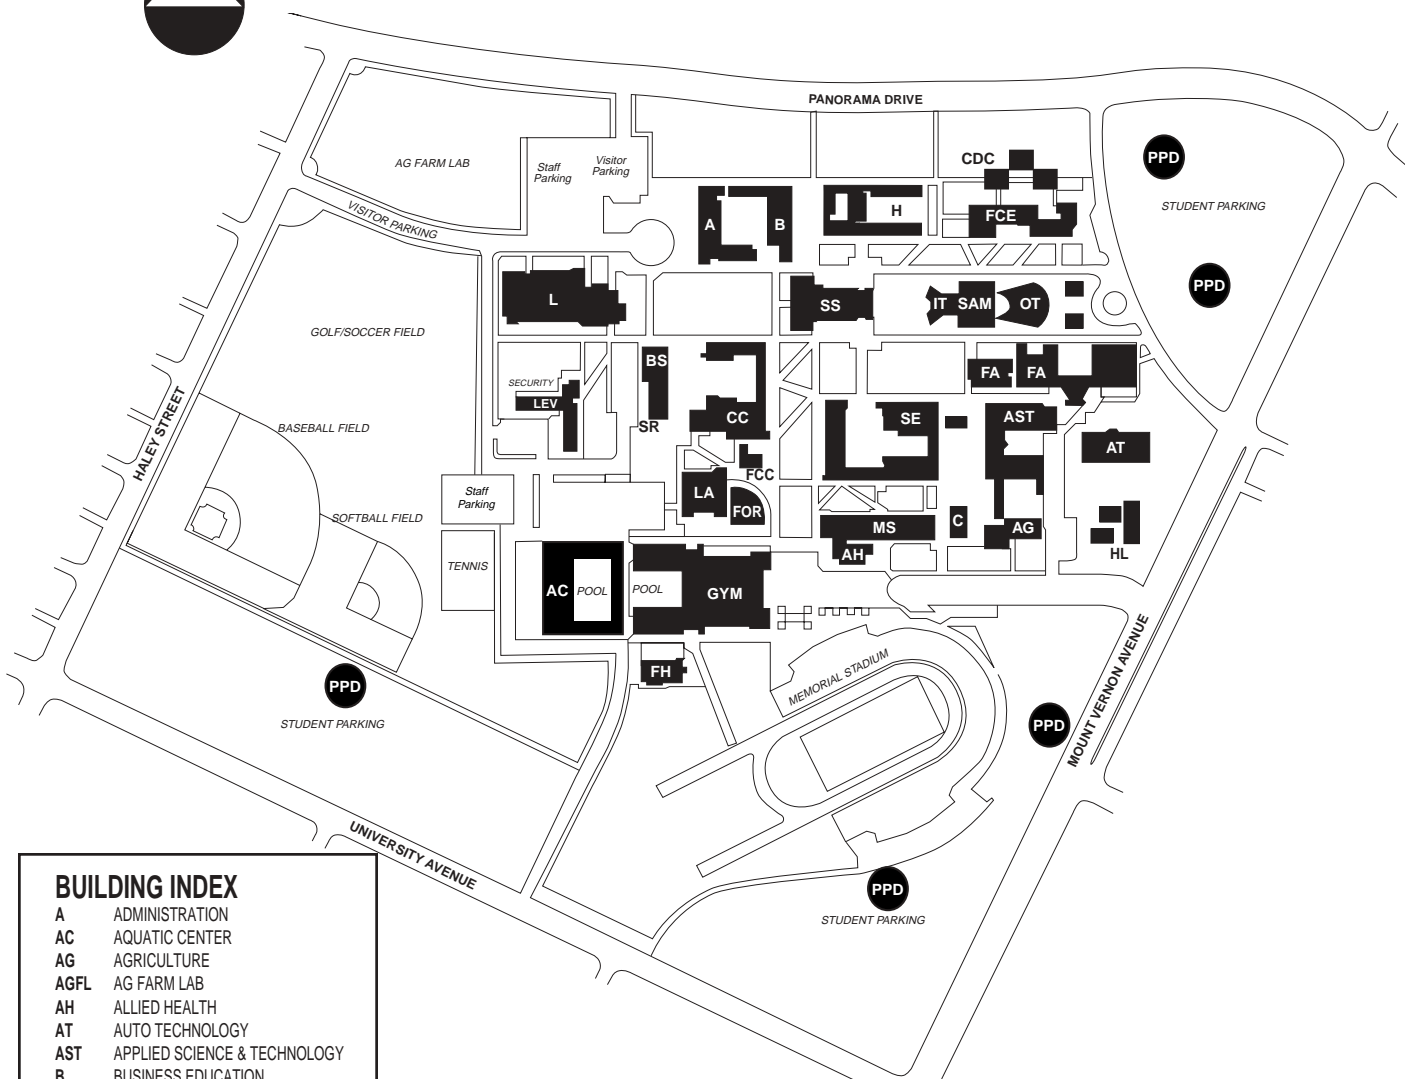 PANORAMA DRIVE
CDC
PPD
AG FARM LAB
Staff
Parking
Visitor
Parking
STUDENT PARKING
VISITOR PARKING
A
B
H
FCE
PPD
L
SS
IT
SAM
OT
GOLF/SOCCER FIELD
BS
FA
FA
SECURITY
LEV
HALEY STREET
CC
SE
AST
SR
BASEBALL FIELD
AT
FCC
Staff
Parking
LA
FOR
SOFTBALL FIELD
MS
C
AG
AH
HL
TENNIS
AC
POOL
POOL
GYM
FH
MEMORIAL STADIUM
MOUNT VERNON AVENUE
PPD
STUDENT PARKING
PPD
UNIVERSITY AVENUE
PPD
STUDENT PARKING
BUILDING INDEX
A ADMINISTRATION
AC AQUATIC CENTER
AG AGRICULTURE
AGFL AG FARM LAB
AH ALLIED HEALTH
AT AUTO TECHNOLOGY
AST APPLIED SCIENCE & TECHNOLOGY
B BUSINESS EDUCATION